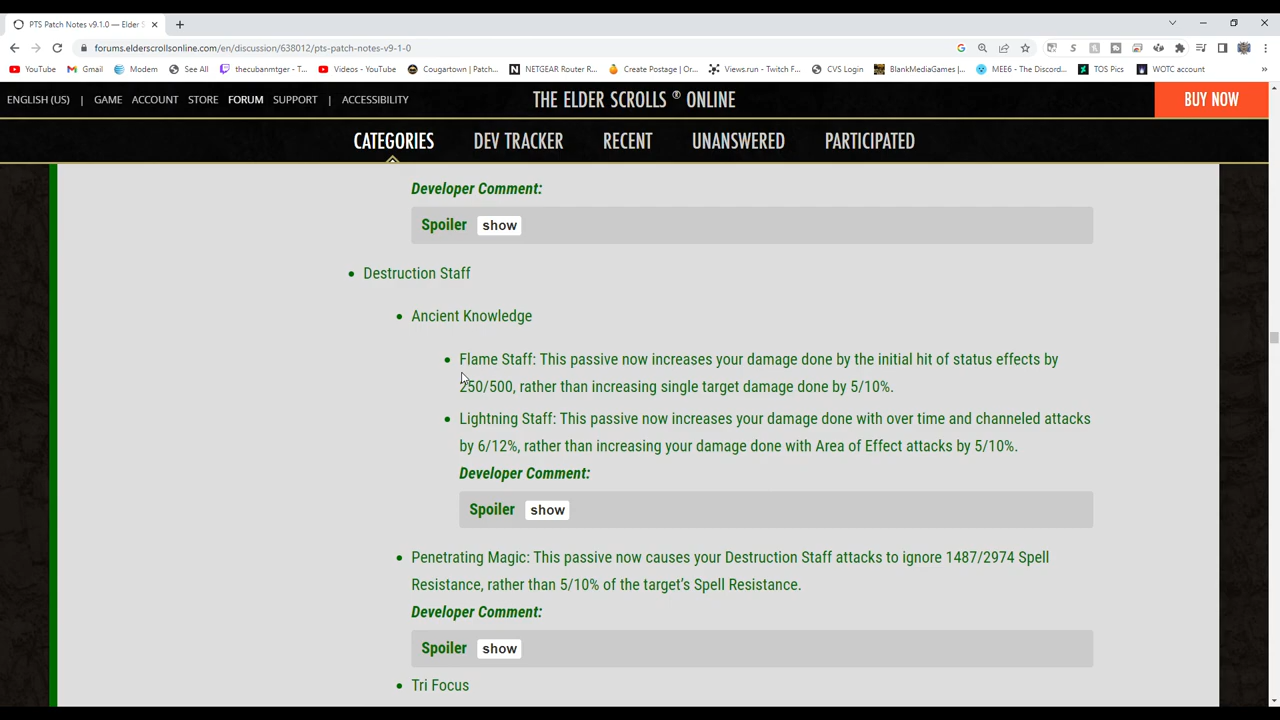 PTS Patch Notes v9.1.0 — Elder S
forums.elderscrollsonline.com/en/discussion/638012/pts-patch-notes-v9-1-0
YouTube Gmail Modem See All thecubanmtger - T... Videos - YouTube Cougartown | Patch... NETGEAR Router R... Create Postage | Or... Views.run - Twitch F... CVS Login BlankMediaGames |... MEE6 - The Discord... TOS Pics WOTC account »
ENGLISH (US) | GAME ACCOUNT STORE FORUM SUPPORT | ACCESSIBILITY THE ELDER SCROLLS ® ONLINE BUY NOW
CATEGORIES DEV TRACKER RECENT UNANSWERED PARTICIPATED
Developer Comment:
Spoiler show
• Destruction Staff
• Ancient Knowledge
• Flame Staff: This passive now increases your damage done by the initial hit of status effects by
250/500, rather than increasing single target damage done by 5/10%.
• Lightning Staff: This passive now increases your damage done with over time and channeled attacks
by 6/12%, rather than increasing your damage done with Area of Effect attacks by 5/10%.
Developer Comment:
Spoiler show
• Penetrating Magic: This passive now causes your Destruction Staff attacks to ignore 1487/2974 Spell
Resistance, rather than 5/10% of the target's Spell Resistance.
Developer Comment:
Spoiler show
• Tri Focus